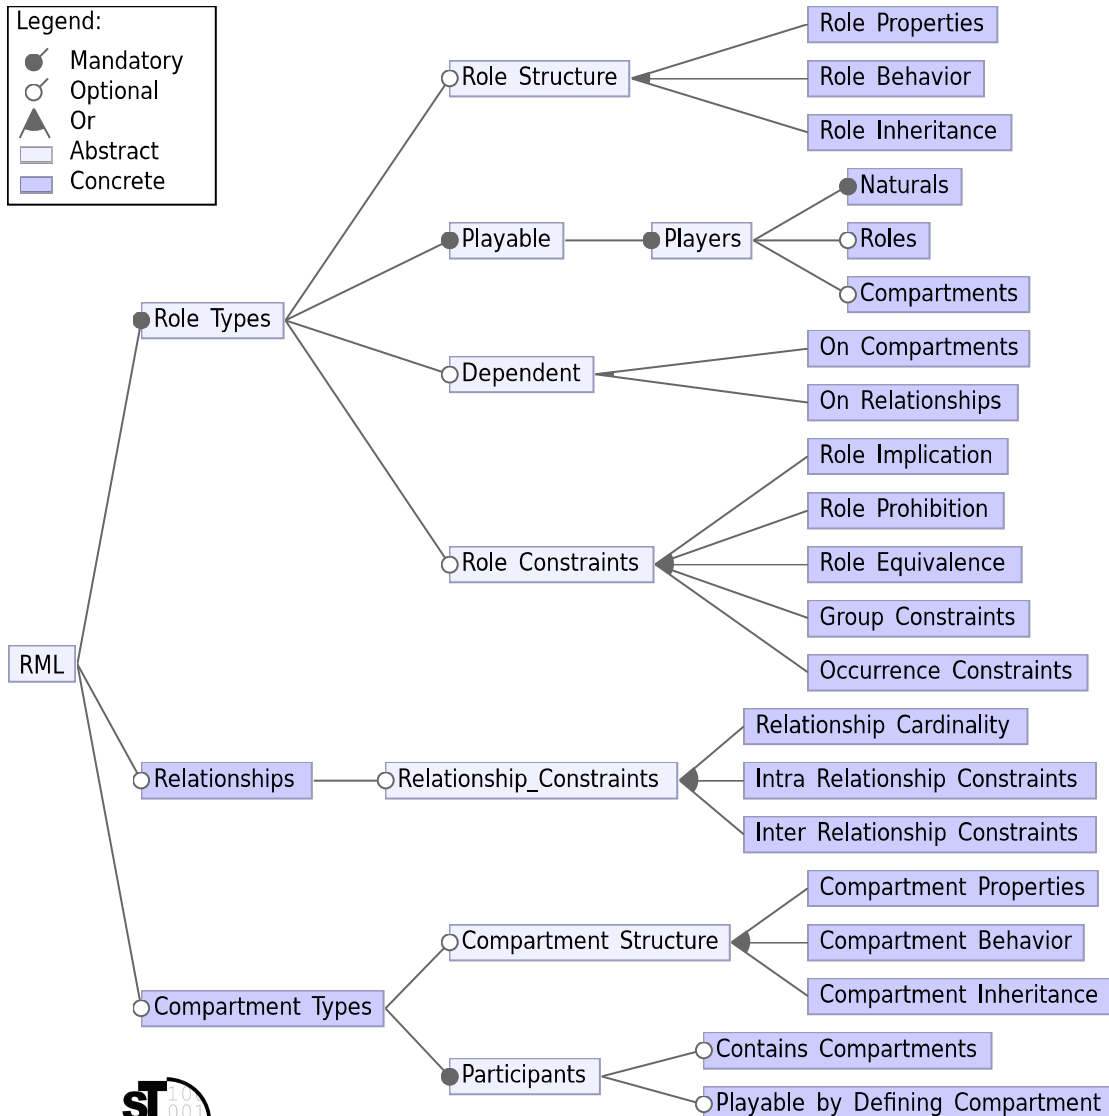 Legend:
Mandatory
Optional
Or
Abstract
Concrete
RML
Role Types
Role Structure
Role Properties
Role Behavior
Role Inheritance
Playable
Players
Naturals
Roles
Compartments
Dependent
On Compartments
On Relationships
Role Constraints
Role Implication
Role Prohibition
Role Equivalence
Group Constraints
Occurrence Constraints
Relationships
Relationship_Constraints
Relationship Cardinality
Intra Relationship Constraints
Inter Relationship Constraints
Compartment Types
Compartment Structure
Compartment Properties
Compartment Behavior
Compartment Inheritance
Participants
Contains Compartments
Playable by Defining Compartment
ST